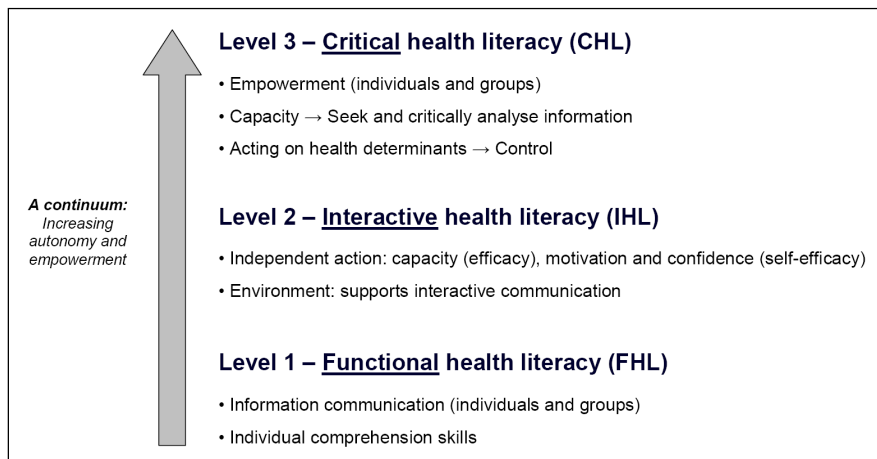 Level 3 – Critical health literacy (CHL)
• Empowerment (individuals and groups)
• Capacity → Seek and critically analyse information
• Acting on health determinants → Control
A continuum:
Increasing
autonomy and
empowerment
Level 2 – Interactive health literacy (IHL)
• Independent action: capacity (efficacy), motivation and confidence (self-efficacy)
• Environment: supports interactive communication
Level 1 – Functional health literacy (FHL)
• Information communication (individuals and groups)
• Individual comprehension skills